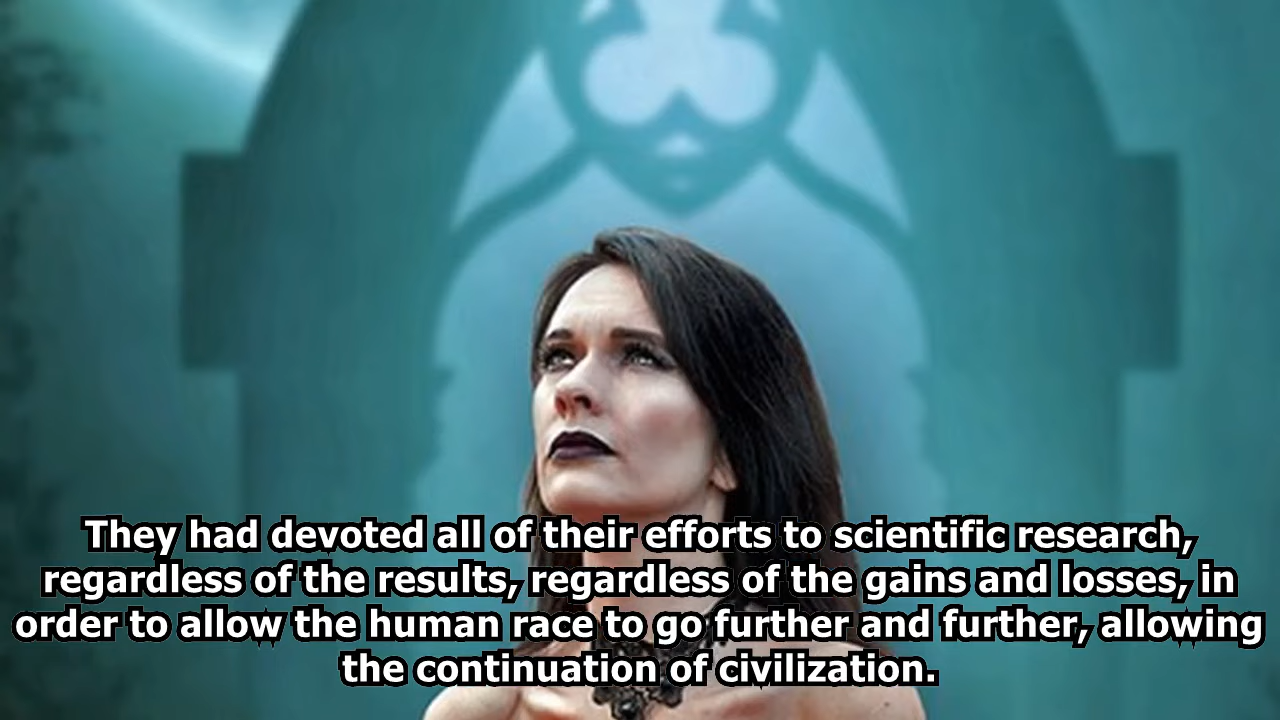 They had devoted all of their efforts to scientific research,
regardless of the results, regardless of the gains and losses, in
order to allow the human race to go further and further, allowing
the continuation of civilization.